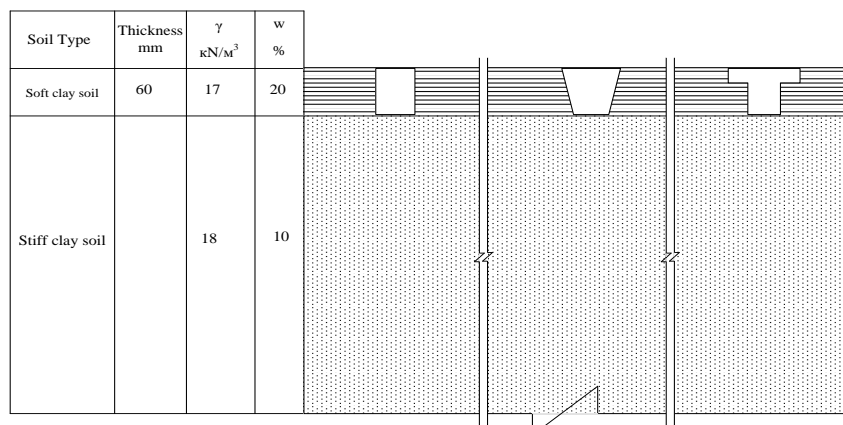 Soil Type
Thickness
mm
γ
кN/м³
w
%
Soft clay soil
60
17
20
Stiff clay soil
18
10